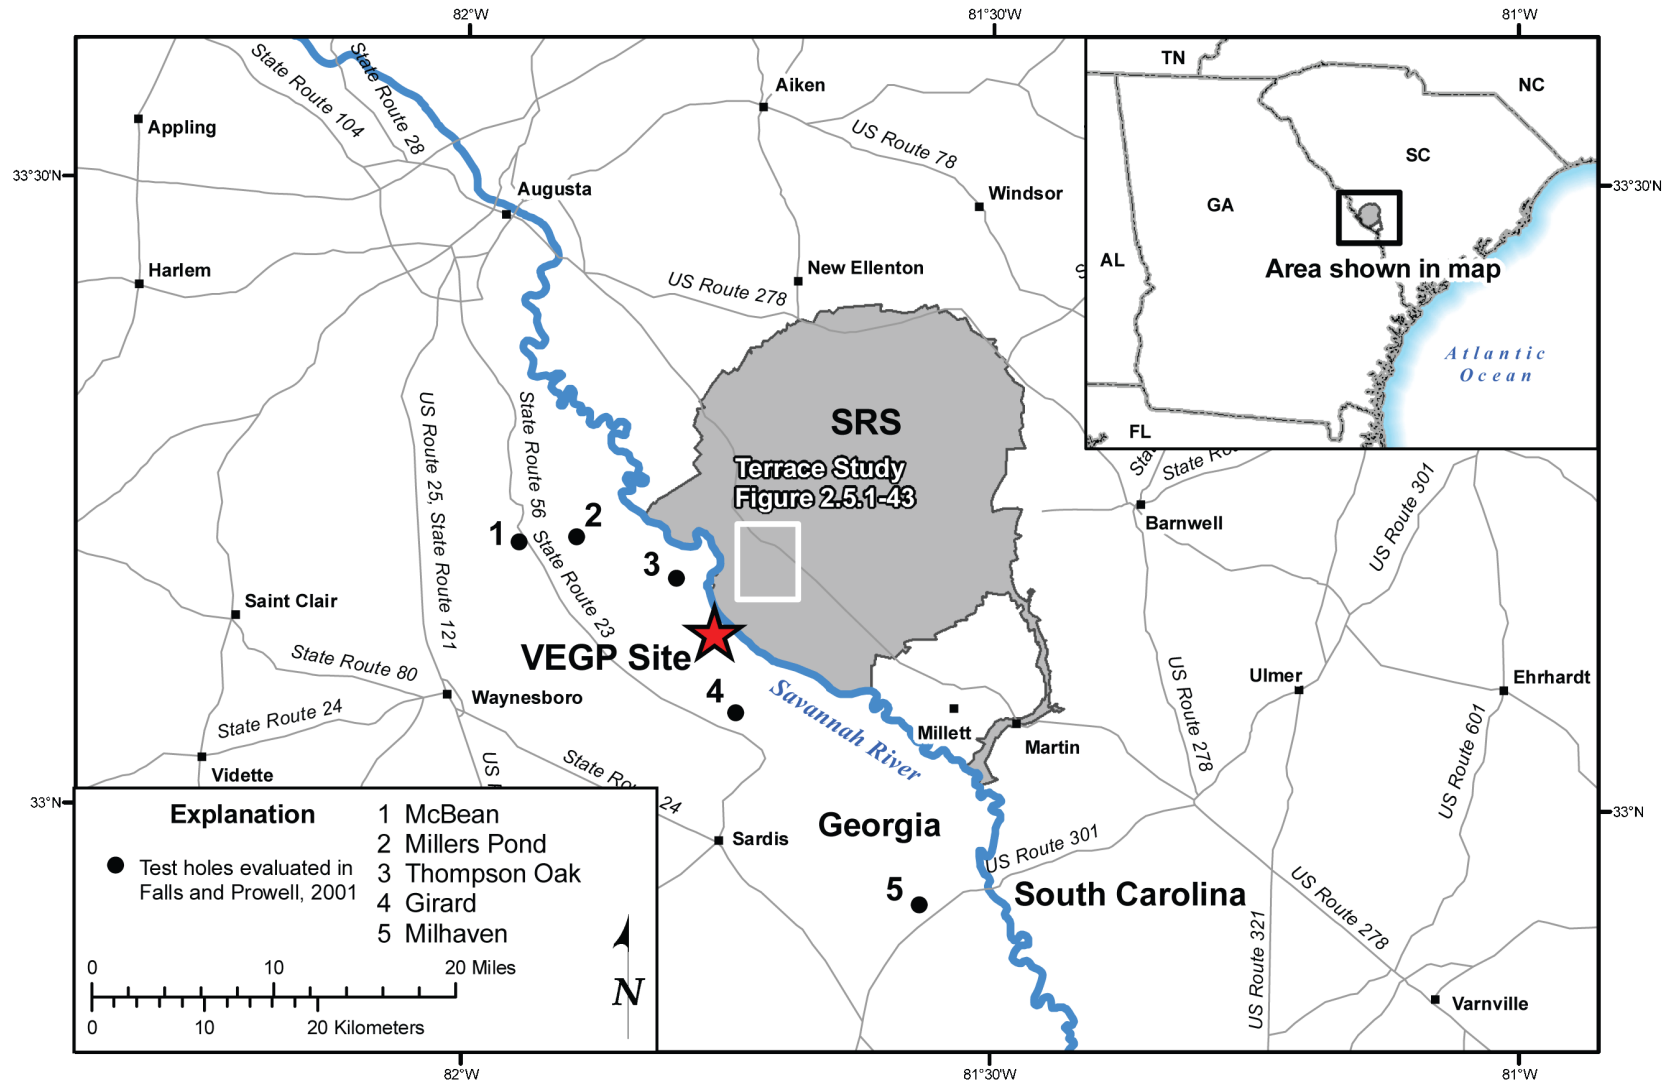 82°W
81°30'W
81°W
State Route 104
State Route 28
Aiken
Appling
US Route 78
33°30'N
Augusta
Windsor
Harlem
New Ellenton
US Route 278
TN
NC
SC
GA
AL
Area shown in map
Atlantic
Ocean
FL
33°30'N
US Route 25, State Route 121
State Route 56
SRS
Terrace Study
Figure 2.5.1-43
1
2
3
State Route 23
State Ro
Stat
US Route 301
Barnwell
Saint Clair
State Route 80
VEGP Site
4
Waynesboro
State Route 24
Vidette
US R
State Rou
24
Savannah River
Millett
Martin
US Route 278
Ulmer
Ehrhardt
US Route 601
33°N
33°N
Sardis
Georgia
US Route 301
5
South Carolina
US Route 278
US Route 321
Varnville
Explanation
Test holes evaluated in
Falls and Prowell, 2001
1 McBean
2 Millers Pond
3 Thompson Oak
4 Girard
5 Milhaven
0 10 20 Miles
0 10 20 Kilometers
N
82°W
81°30'W
81°W